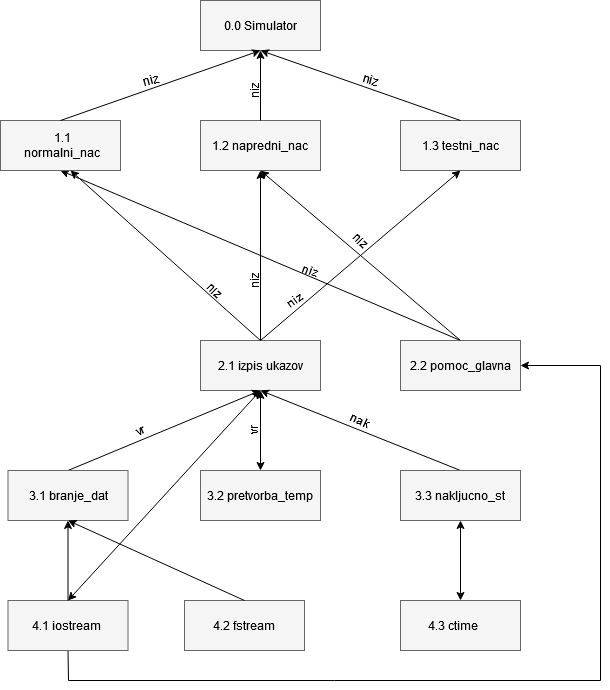 0.0 Simulator
niz
niz
niz
1.1
normalni_nac
1.2 napredni_nac
1.3 testni_nac
niz
niz
niz
niz
niz
2.1 izpis ukazov
2.2 pomoc_glavna
vr
vr
nak
3.1 branje_dat
3.2 pretvorba_temp
3.3 nakljucno_st
4.1 iostream
4.2 fstream
4.3 ctime